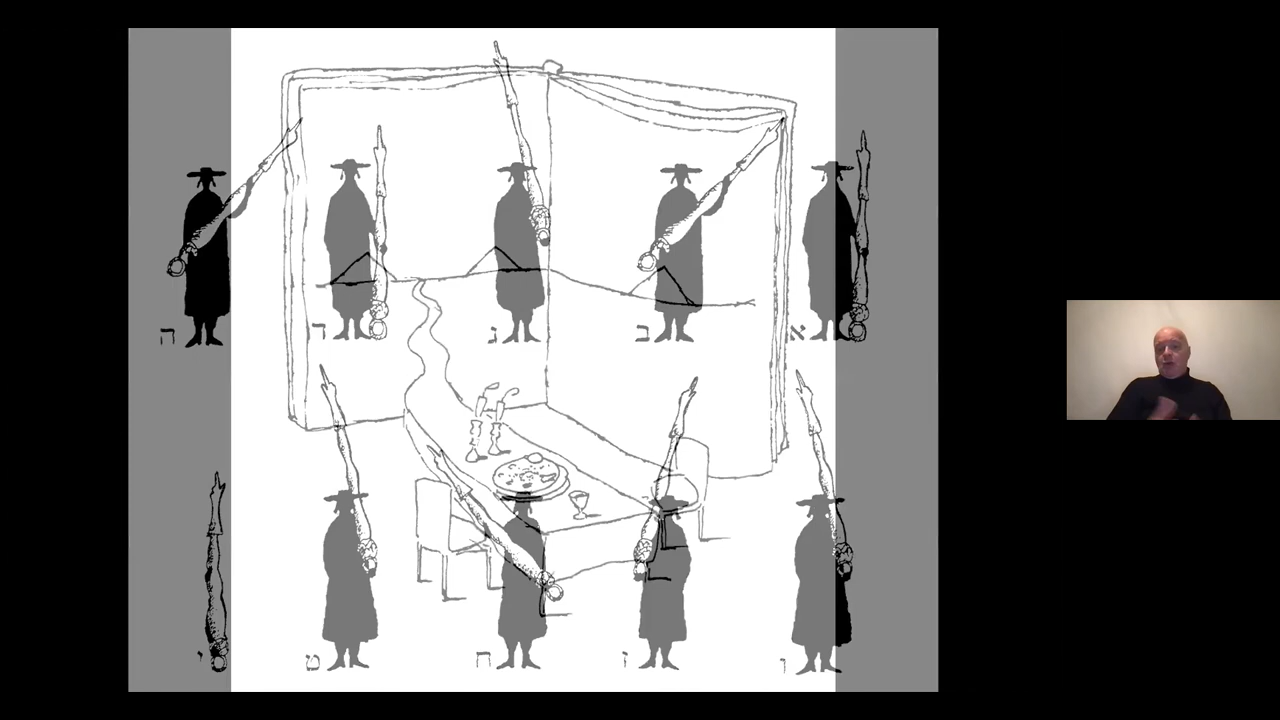 א ב ג ד ה
ו ז ח ט י